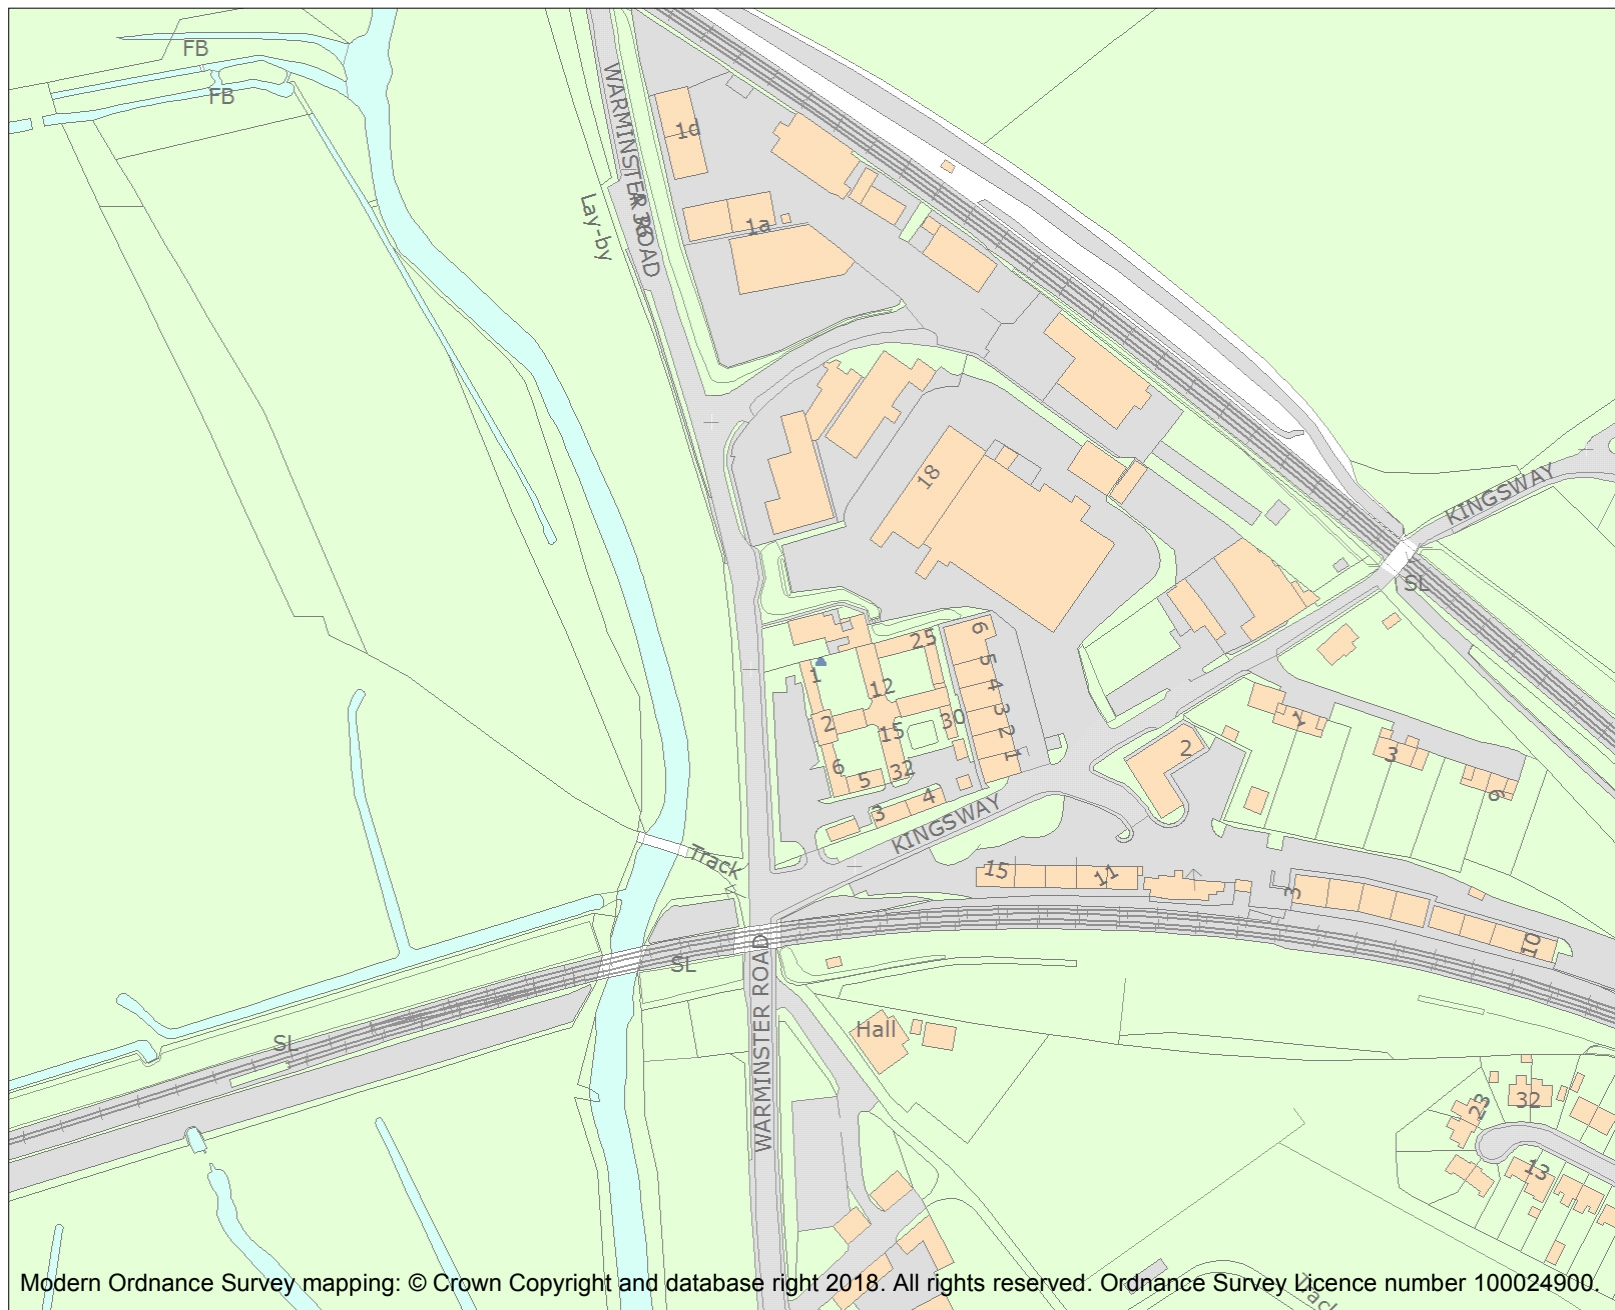 FB
FB
WARMINSTER ROAD
A 36
Lay-by
1d
1a
18
KINGSWAY
SL
25
6
5
4
3
2
1
1
12
2
15
30
6
5
32
3
4
KINGSWAY
2
1
3
6
Track
15
11
3
10
SL
WARMINSTER ROAD
SL
Hall
23
32
13
Modern Ordnance Survey mapping: © Crown Copyright and database right 2018. All rights reserved. Ordnance Survey Licence number 100024900.
Track